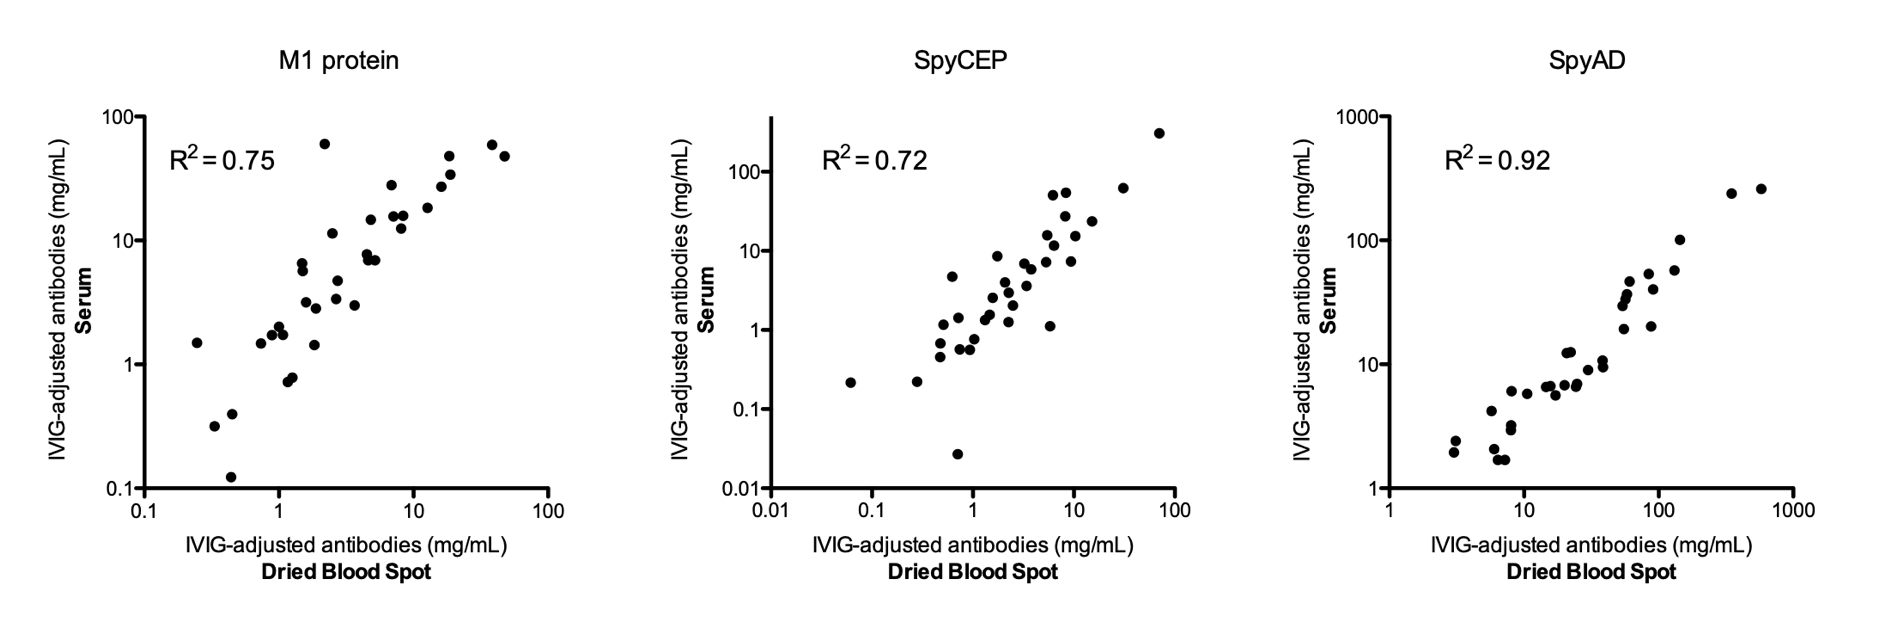 M1 protein
100
10
1
0.1
R2 = 0.75
IVIG-adjusted antibodies (mg/mL)
Serum
0.1
1
10
100
IVIG-adjusted antibodies (mg/mL)
Dried Blood Spot
SpyCEP
100
10
1
0.1
0.01
R2 = 0.72
IVIG-adjusted antibodies (mg/mL)
Serum
0.01
0.1
1
10
100
IVIG-adjusted antibodies (mg/mL)
Dried Blood Spot
SpyAD
1000
100
10
1
R2 = 0.92
IVIG-adjusted antibodies (mg/mL)
Serum
1
10
100
1000
IVIG-adjusted antibodies (mg/mL)
Dried Blood Spot